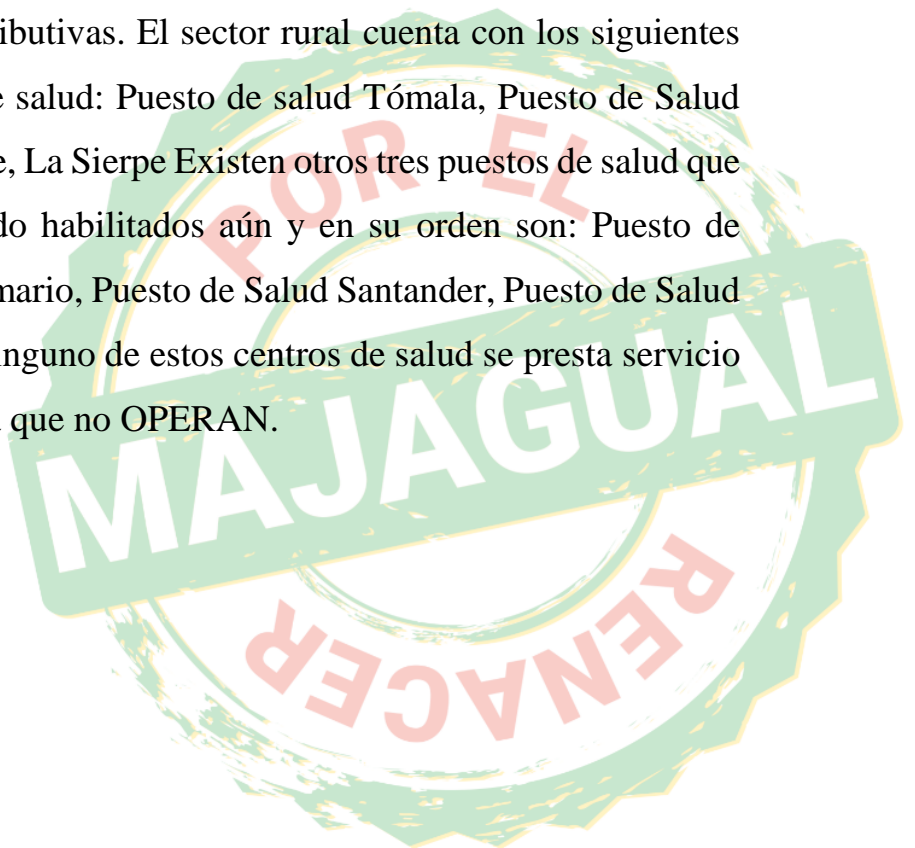 ributivas. El sector rural cuenta con los siguientes
e salud: Puesto de salud Tómala, Puesto de Salud
e, La Sierpe Existen otros tres puestos de salud que
do habilitados aún y en su orden son: Puesto de
mario, Puesto de Salud Santander, Puesto de Salud
inguno de estos centros de salud se presta servicio
que no OPERAN.
POR EL
MAJAGUAL
RENACER